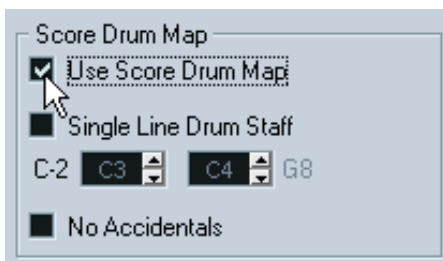 Score Drum Map
Use Score Drum Map
Single Line Drum Staff
C-2 C3 C4 G8
No Accidentals